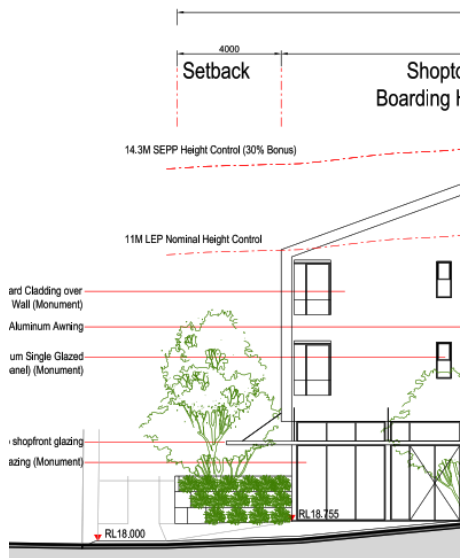 4000
Setback
Shopto
Boarding H
14.3M SEPP Height Control (30% Bonus)
11M LEP Nominal Height Control
ard Cladding over
Wall (Monument)
Aluminum Awning
um Single Glazed
anel) (Monument)
shopfront glazing
azing (Monument)
RL18.755
RL18.000